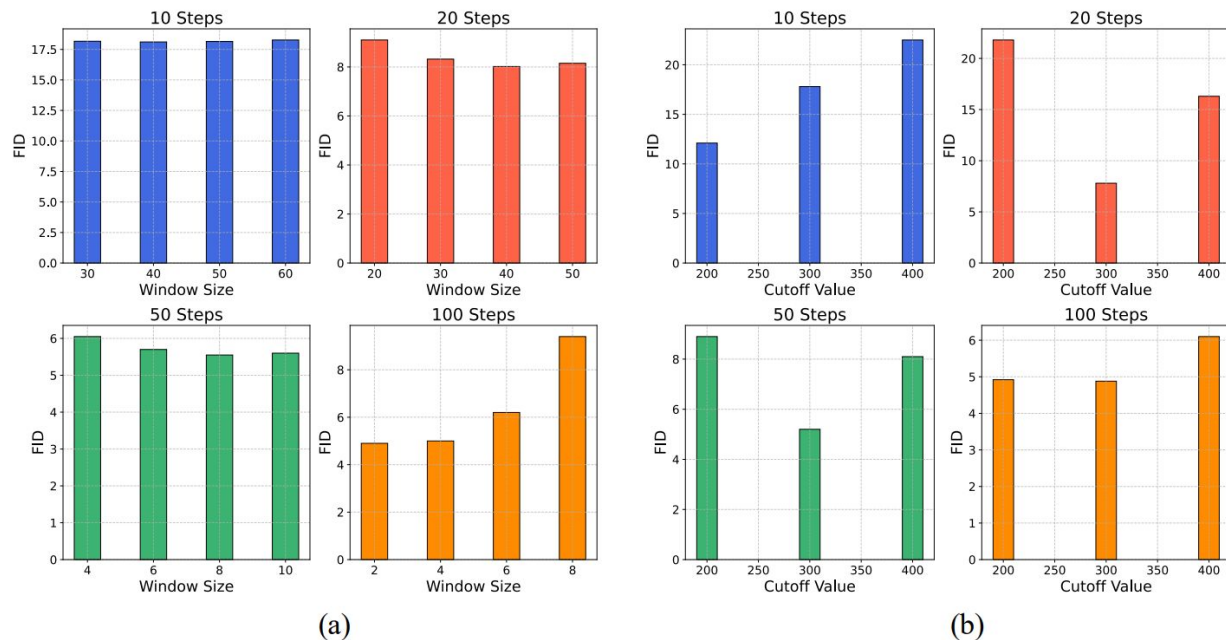 10 Steps
FID
17.5
15.0
12.5
10.0
7.5
5.0
2.5
0.0
30 40 50 60
Window Size
20 Steps
FID
8
6
4
2
0
20 30 40 50
Window Size
50 Steps
FID
6
5
4
3
2
1
0
4 6 8 10
Window Size
100 Steps
FID
8
6
4
2
0
2 4 6 8
Window Size
(a)
10 Steps
FID
20
15
10
5
0
200 250 300 350 400
Cutoff Value
20 Steps
FID
20
15
10
5
0
200 250 300 350 400
Cutoff Value
50 Steps
FID
8
6
4
2
0
200 250 300 350 400
Cutoff Value
100 Steps
FID
6
5
4
3
2
1
0
200 250 300 350 400
Cutoff Value
(b)